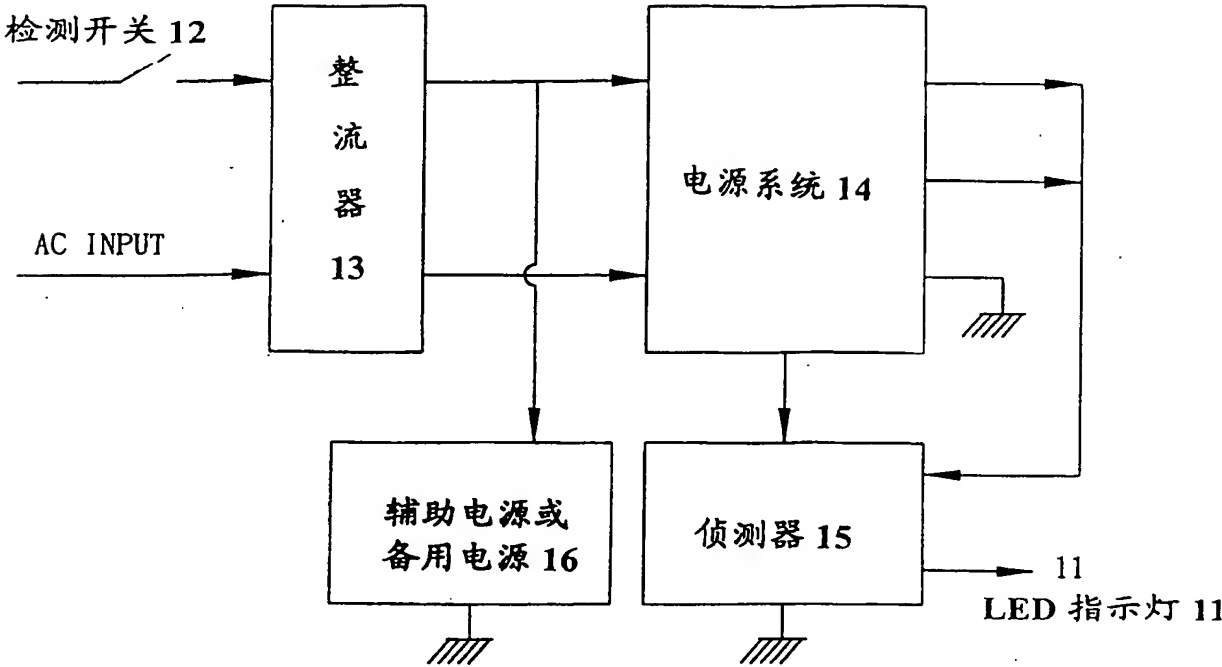 检测开关 12
整
流
器
13
电源系统 14
AC INPUT
辅助电源或
备用电源 16
侦测器 15
11
LED 指示灯 11